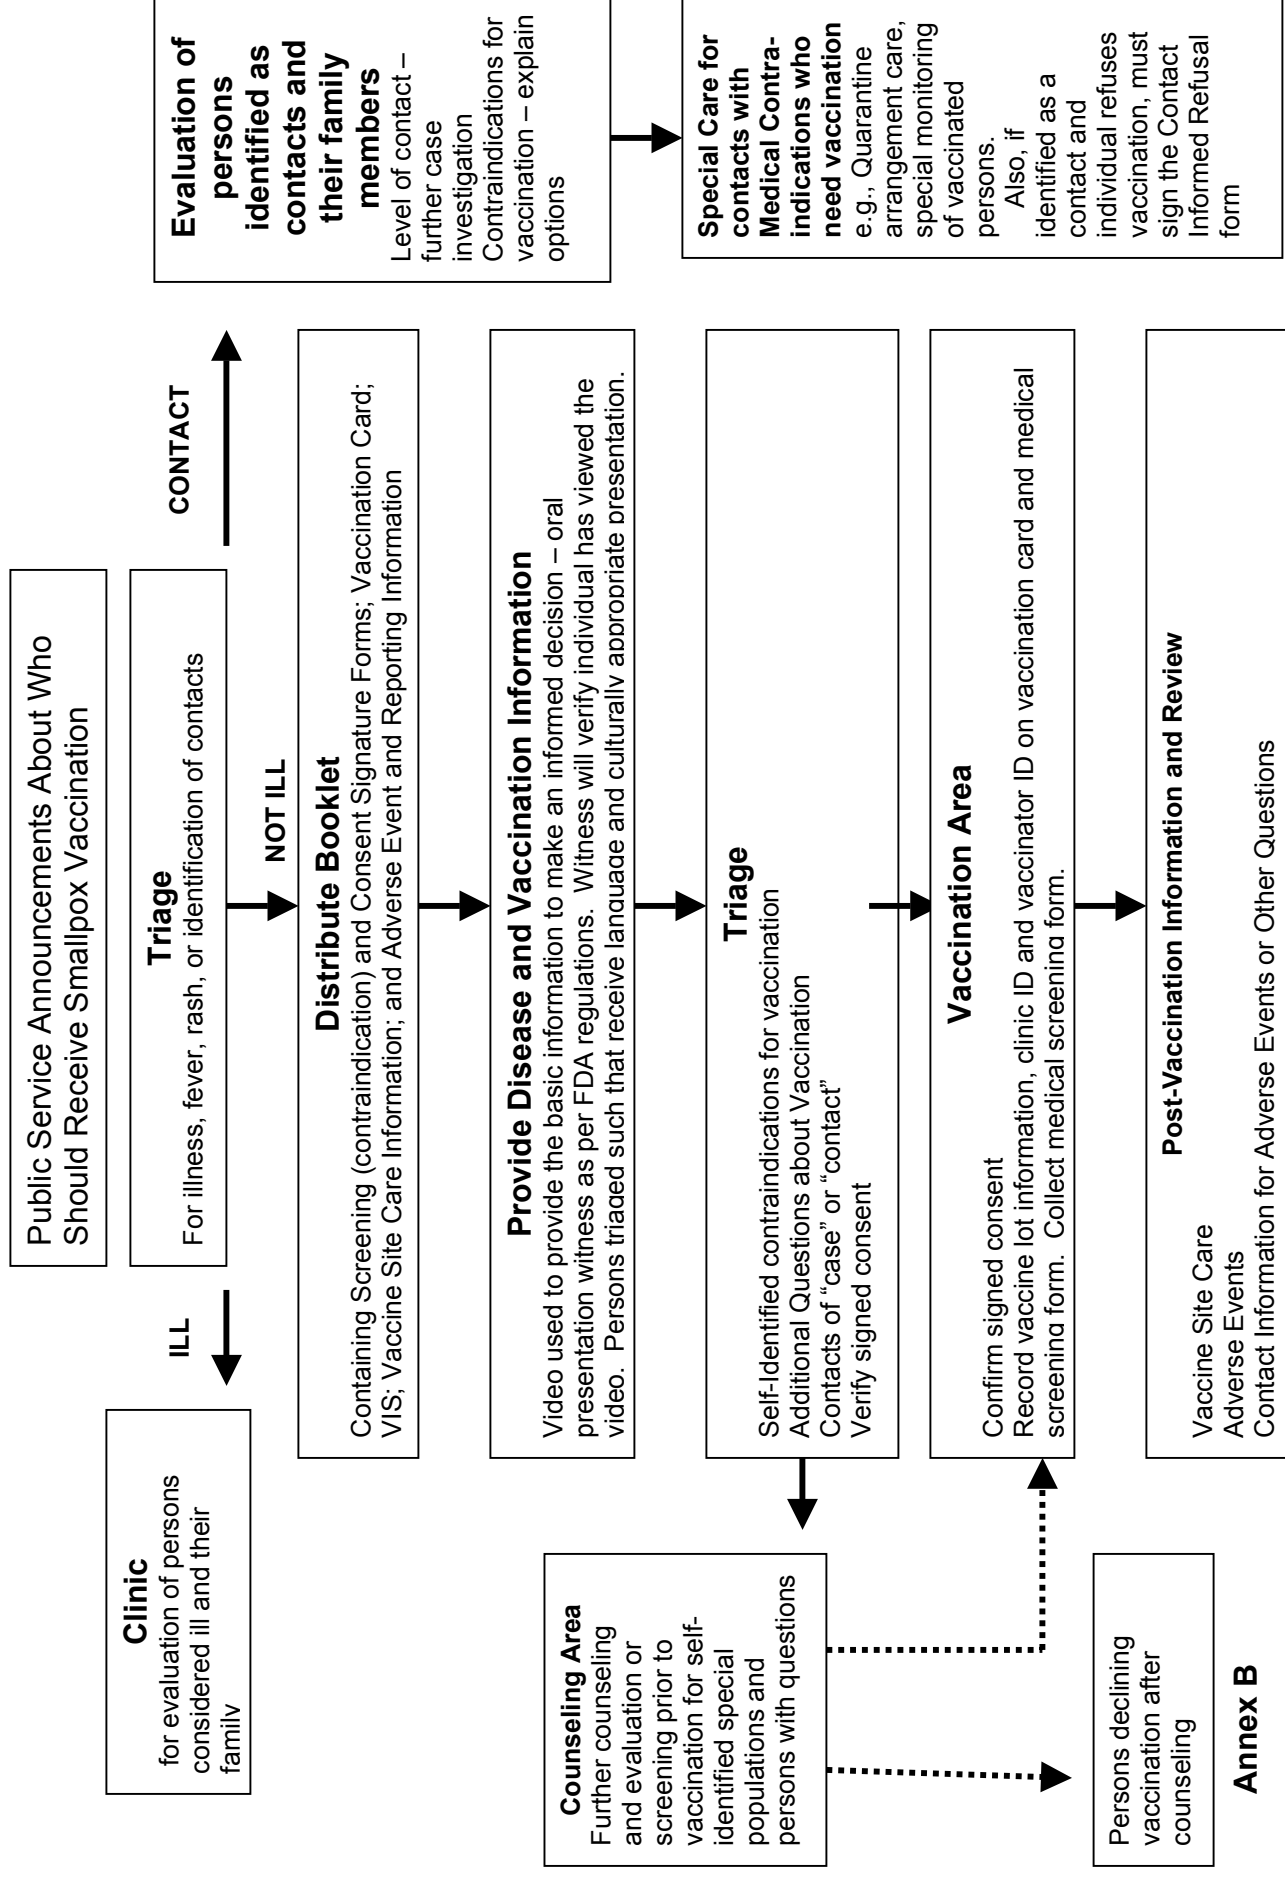 Public Service Announcements About Who
Should Receive Smallpox Vaccination
Triage
For illness, fever, rash, or identification of contacts
ILL
CONTACT
NOT ILL
Clinic
for evaluation of persons
considered ill and their
family
Evaluation of
persons
identified as
contacts and
their family
members
Level of contact –
further case
investigation
Contraindications for
vaccination – explain
options
Distribute Booklet
Containing Screening (contraindication) and Consent Signature Forms; Vaccination Card;
VIS; Vaccine Site Care Information; and Adverse Event and Reporting Information
Provide Disease and Vaccination Information
Video used to provide the basic information to make an informed decision – oral
presentation witness as per FDA regulations. Witness will verify individual has viewed the
video. Persons triaged such that receive language and culturally appropriate presentation.
Special Care for
contacts with
Medical Contra-
indications who
need vaccination
e.g., Quarantine
arrangement care,
special monitoring
of vaccinated
persons.
Also, if
identified as a
contact and
individual refuses
vaccination, must
sign the Contact
Informed Refusal
form
Triage
Self-Identified contraindications for vaccination
Additional Questions about Vaccination
Contacts of “case” or “contact”
Verify signed consent
Counseling Area
Further counseling
and evaluation or
screening prior to
vaccination for self-
identified special
populations and
persons with questions
Vaccination Area
Confirm signed consent
Record vaccine lot information, clinic ID and vaccinator ID on vaccination card and medical
screening form. Collect medical screening form.
Persons declining
vaccination after
counseling
Post-Vaccination Information and Review
Vaccine Site Care
Adverse Events
Contact Information for Adverse Events or Other Questions
Annex B